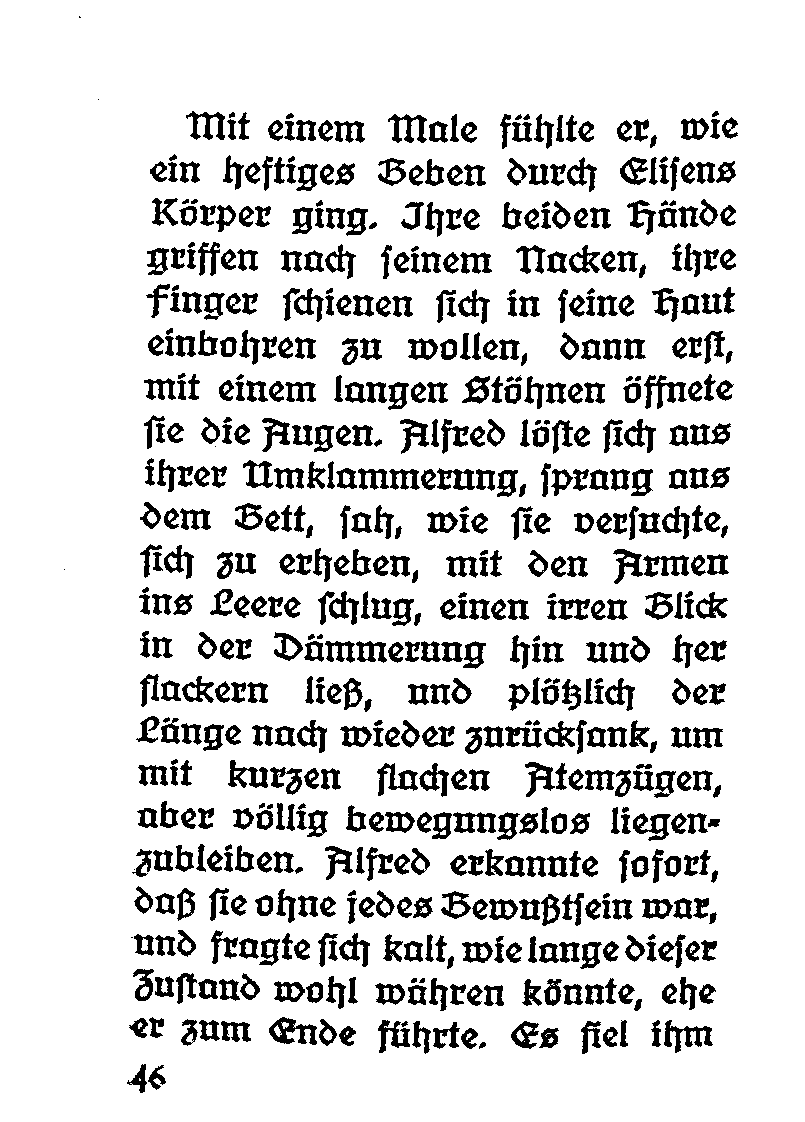 Mit einem Male fühlte er, wie
ein heftiges Beben durch Elisens
Körper ging. Ihre beiden Hände
griffen nach seinem Nacken, ihre
Finger schienen sich in seine Haut
einbohren zu wollen, dann erst,
mit einem langen Stöhnen öffnete
sie die Augen. Alfred löste sich aus
ihrer Umklammerung, sprang aus
dem Bett, sah, wie sie versuchte,
sich zu erheben, mit den Armen
ins Leere schlug, einen irren Blick
in der Dämmerung hin und her
flackern ließ, und plötzlich der
Länge nach wieder zurücksank, um
mit kurzen flachen Atemzügen,
aber völlig bewegungslos liegen-
zubleiben. Alfred erkannte sofort,
daß sie ohne jedes Bewußtsein war,
und fragte sich kalt, wie lange dieser
Zustand wohl währen könnte, ehe
er zum Ende führte. Es fiel ihm
46